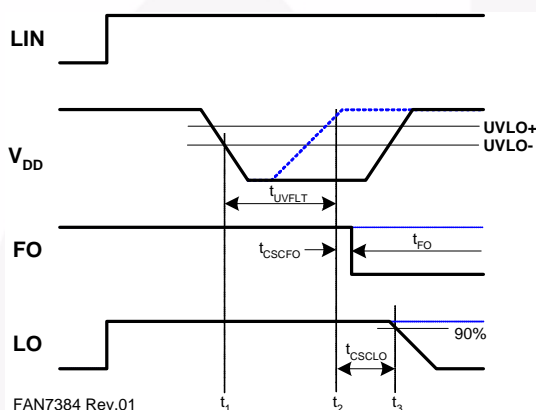 LIN
UVLO+
UVLO-
VDD
tUVFLT
FO
tCSCFO
tFO
90%
LO
tCSCLO
FAN7384 Rev.01
t1
t2
t3